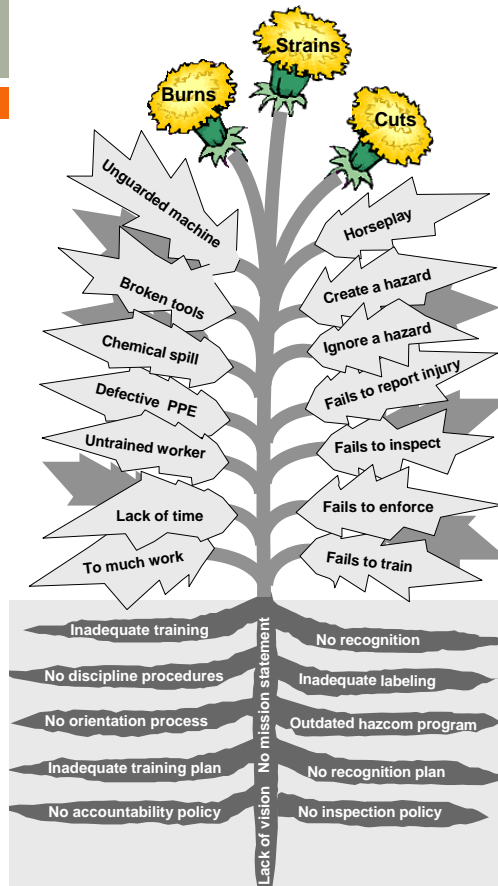 Strains
Burns
Cuts
Unguarded machine
Horseplay
Broken tools
Create a hazard
Chemical spill
Ignore a hazard
Defective PPE
Fails to report injury
Untrained worker
Fails to inspect
Lack of time
Fails to enforce
To much work
Fails to train
Inadequate training
No recognition
No discipline procedures
Inadequate labeling
No orientation process
Outdated hazcom program
Inadequate training plan
No recognition plan
No accountability policy
No inspection policy
Lack of vision No mission statement